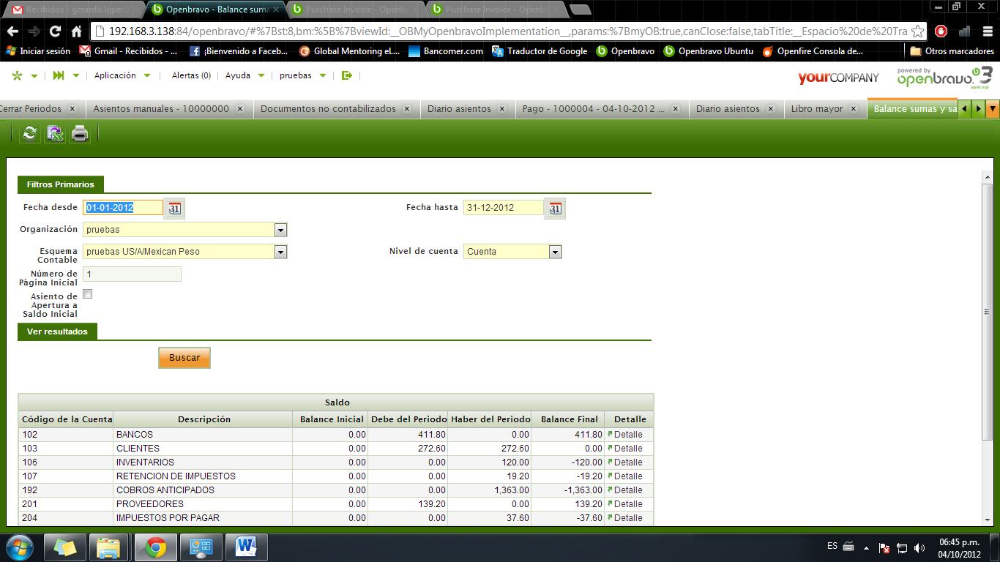 Recibidos - gerardo.lopez
Openbravo - Balance suma
Purchase Invoice - Openb
Purchase Invoice - Openb
192.168.3.138:84/openbravo/#%7Bst:8,bm:%5B%7BviewId:__OBMyOpenbravoImplementation__,params:%7BmyOB:true,canClose:false,tabTitle:__Espacio%20de%20Tra
Iniciar sesión
Gmail - Recibidos - ...
¡Bienvenido a Faceb...
Global Mentoring eL...
Bancomer.com
Traductor de Google
Openbravo
Openbravo Ubuntu
Openfire Consola de...
Otros marcadores
Aplicación
Alertas (0)
Ayuda
pruebas
yourCOMPANY
powered by
openbravo 3
agile erp
Cerrar Periodos
Asientos manuales - 10000000
Documentos no contabilizados
Diario asientos
Pago - 1000004 - 04-10-2012 ...
Diario asientos
Libro mayor
Balance sumas y sa
Filtros Primarios
Fecha desde 01-01-2012 31 Fecha hasta 31-12-2012 31
Organización pruebas
Esquema Contable pruebas US/A/Mexican Peso Nivel de cuenta Cuenta
Número de Página Inicial 1
Asiento de Apertura a Saldo Inicial
Ver resultados
Buscar
Saldo
Código de la Cuenta Descripción Balance Inicial Debe del Periodo Haber del Periodo Balance Final Detalle
102 BANCOS 0.00 411.80 0.00 411.80 Detalle
103 CLIENTES 0.00 272.60 272.60 0.00 Detalle
106 INVENTARIOS 0.00 0.00 120.00 -120.00 Detalle
107 RETENCION DE IMPUESTOS 0.00 0.00 19.20 -19.20 Detalle
192 COBROS ANTICIPADOS 0.00 0.00 1,363.00 -1,363.00 Detalle
201 PROVEEDORES 0.00 139.20 0.00 139.20 Detalle
204 IMPUESTOS POR PAGAR 0.00 0.00 37.60 -37.60 Detalle
ES
06:45 p.m.
04/10/2012